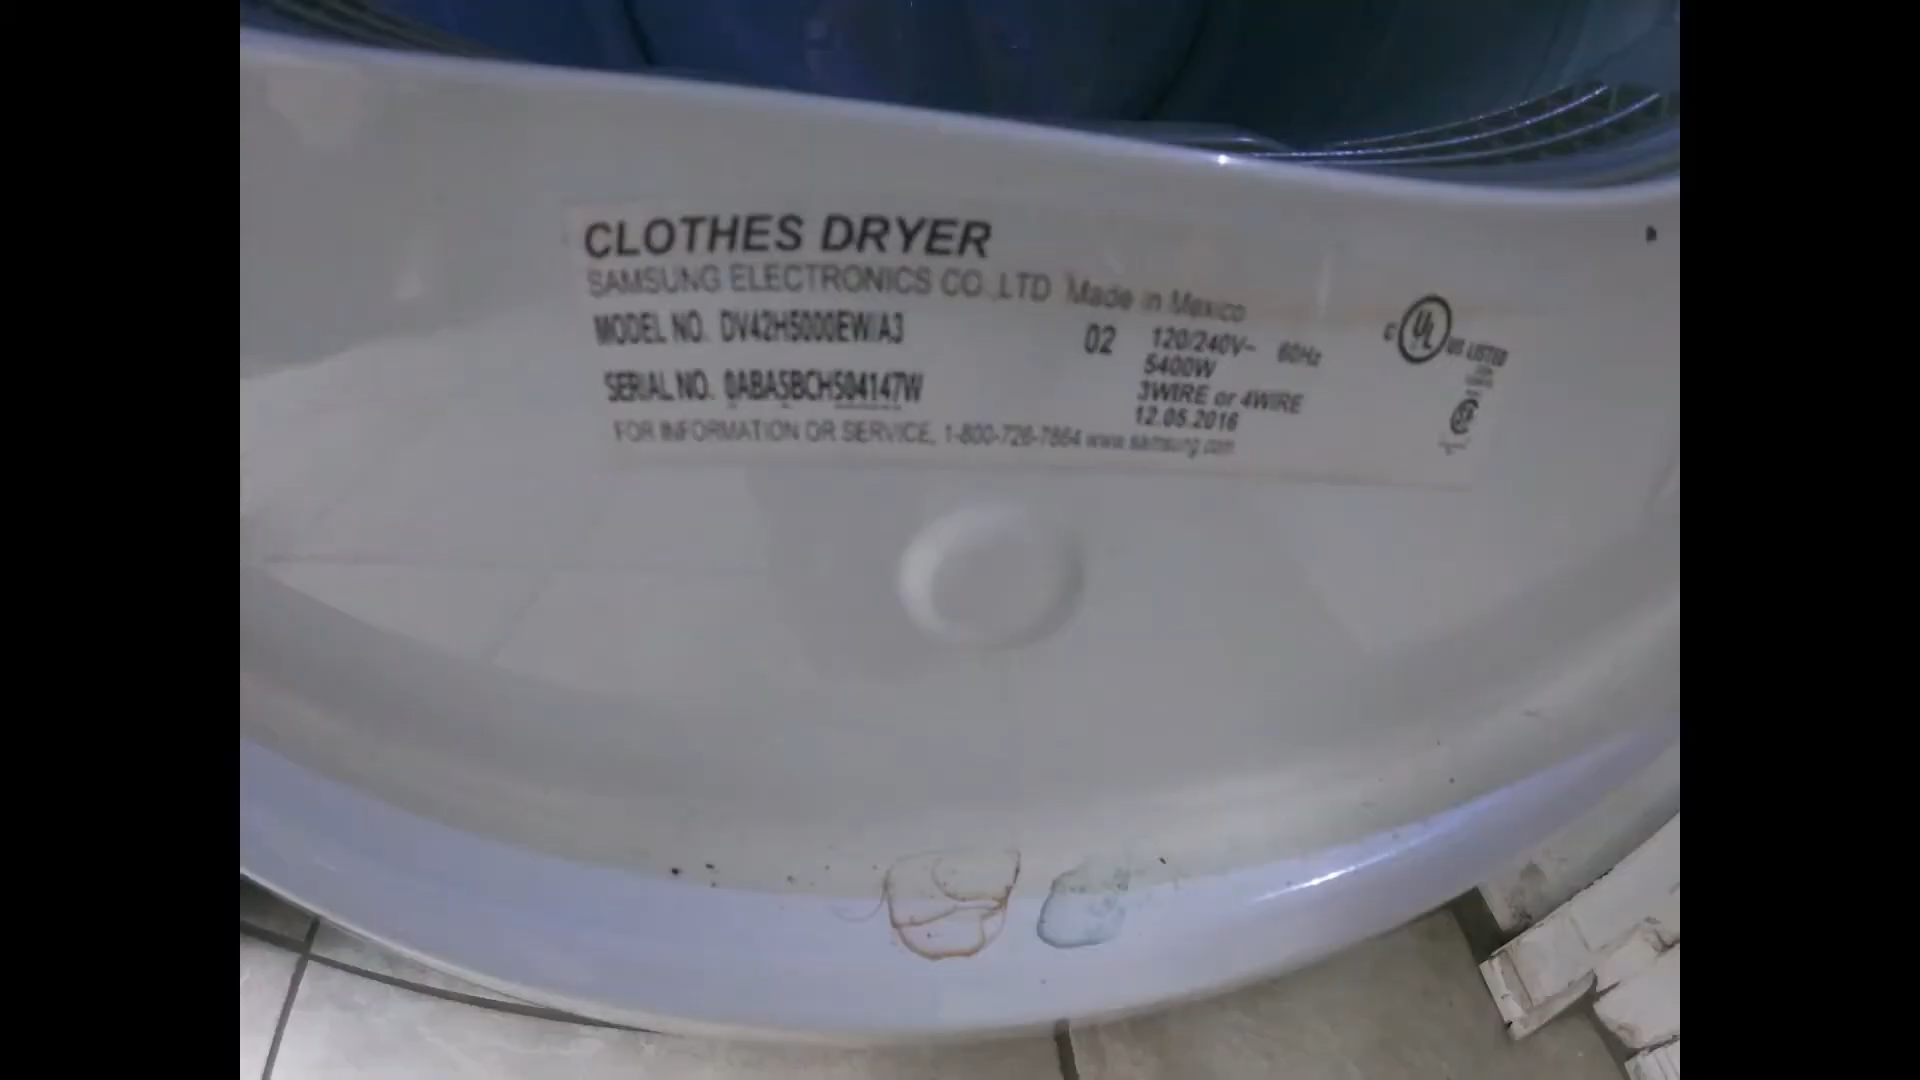 CLOTHES DRYER
SAMSUNG ELECTRONICS CO.,LTD Made in Mexico
MODEL NO. DV42H5000EW/A3
SERIAL NO. 0ABA5BCH504147W
02
120/240V~ 60Hz
5400W
3WIRE or 4WIRE
12.05.2016
FOR INFORMATION OR SERVICE, 1-800-726-7864 www.samsung.com
C UL US LISTED